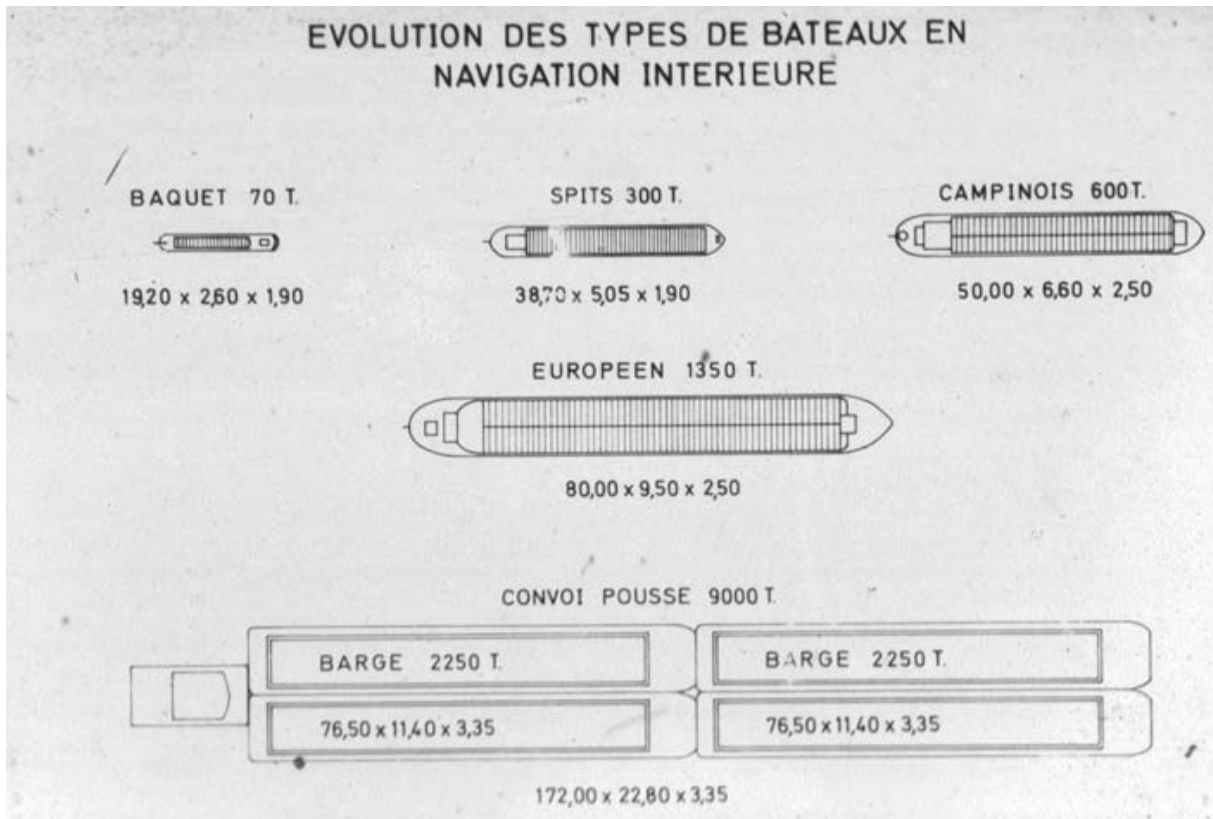 EVOLUTION DES TYPES DE BATEAUX EN
NAVIGATION INTERIEURE
BAQUET 70 T.
19,20 x 2,60 x 1,90
SPITS 300 T.
38,70 x 5,05 x 1,90
CAMPINOIS 600T.
50,00 x 6,60 x 2,50
EUROPEEN 1350 T.
80,00 x 9,50 x 2,50
CONVOI POUSSE 9000 T.
BARGE 2250 T.
BARGE 2250 T.
76,50 x 11,40 x 3,35
76,50 x 11,40 x 3,35
172,00 x 22,80 x 3,35